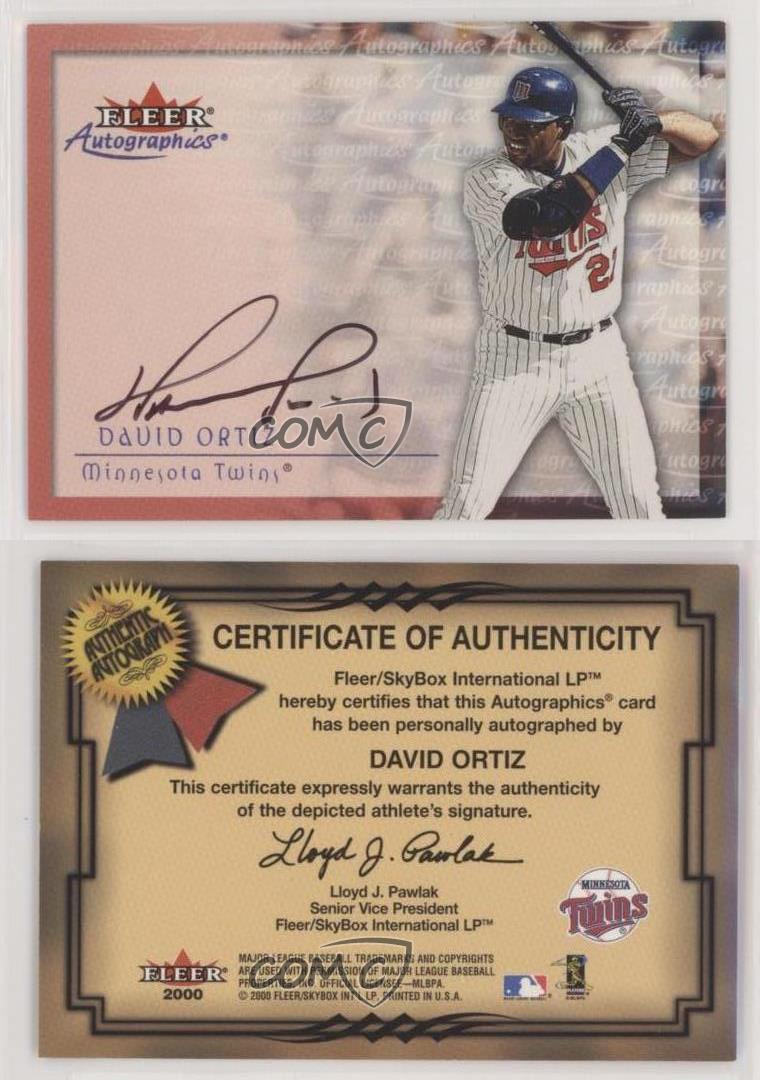 FLEER®
Autographics®
Twins
DAVID ORTIZ
Minnesota Twins®
COMC
AUTHENTIC
AUTOGRAPH
CERTIFICATE OF AUTHENTICITY
Fleer/SkyBox International LP™
hereby certifies that this Autographics® card
has been personally autographed by
DAVID ORTIZ
This certificate expressly warrants the authenticity
of the depicted athlete's signature.
Lloyd J. Pawlak
Lloyd J. Pawlak
Senior Vice President
Fleer/SkyBox International LP™
MINNESOTA
Twins
FLEER®
2000
MAJOR LEAGUE BASEBALL TRADEMARKS AND COPYRIGHTS
ARE USED WITH PERMISSION OF MAJOR LEAGUE BASEBALL
PROPERTIES, INC. OFFICIAL LICENSEE—MLBPA.
© 2000 FLEER/SKYBOX INT'L LP. PRINTED IN U.S.A.
COMC